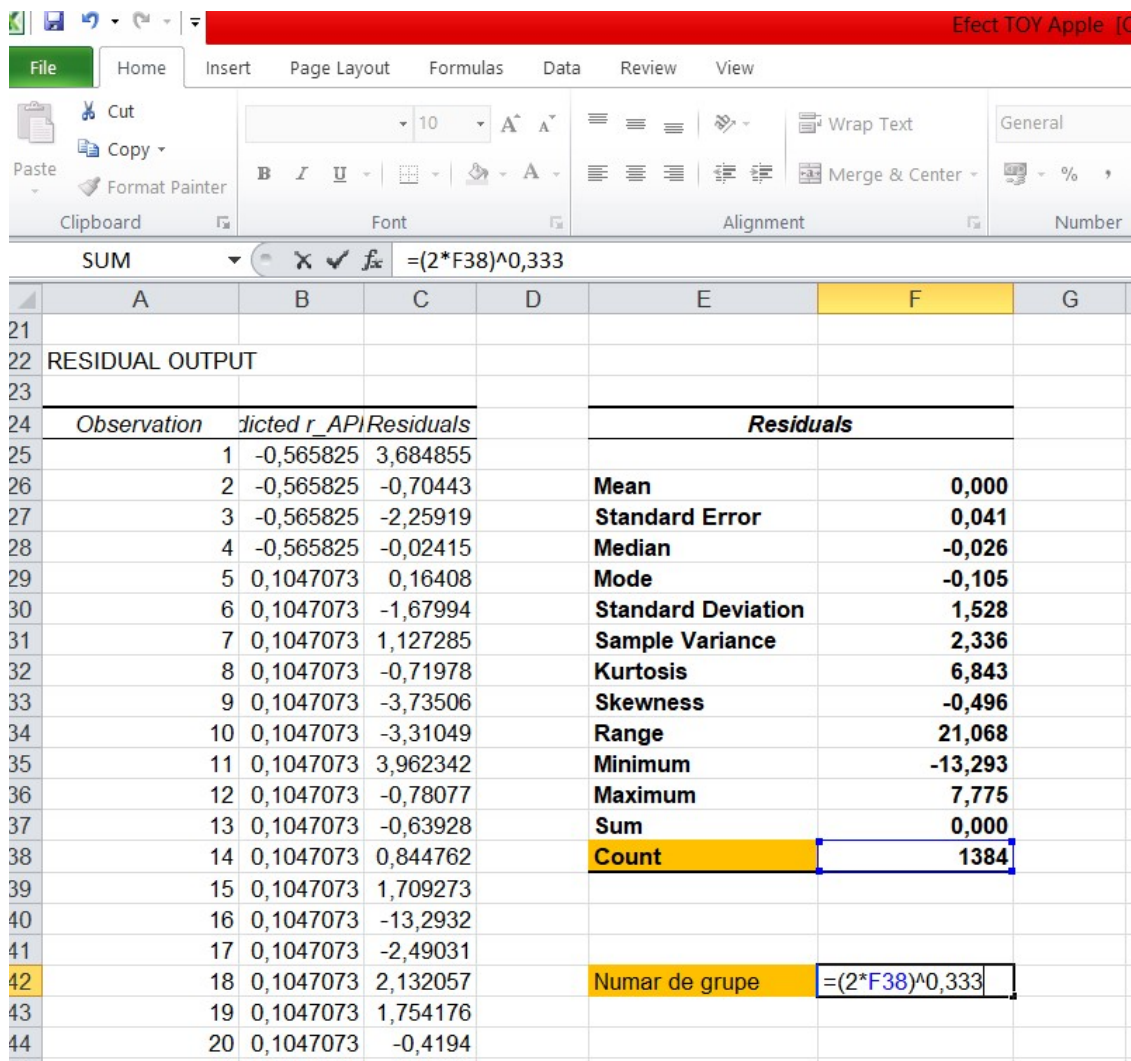 Efect TOY Apple [
File Home Insert Page Layout Formulas Data Review View
Cut
Copy
Paste
Format Painter
10 A A
B I U A
Wrap Text
Merge & Center
General
% ,
Clipboard Font Alignment Number
SUM fx =(2*F38)^0,333
A B C D E F G
21
22 RESIDUAL OUTPUT
23
24 Observation dicted r_API Residuals Residuals
25 1 -0,565825 3,684855
26 2 -0,565825 -0,70443 Mean 0,000
27 3 -0,565825 -2,25919 Standard Error 0,041
28 4 -0,565825 -0,02415 Median -0,026
29 5 0,1047073 0,16408 Mode -0,105
30 6 0,1047073 -1,67994 Standard Deviation 1,528
31 7 0,1047073 1,127285 Sample Variance 2,336
32 8 0,1047073 -0,71978 Kurtosis 6,843
33 9 0,1047073 -3,73506 Skewness -0,496
34 10 0,1047073 -3,31049 Range 21,068
35 11 0,1047073 3,962342 Minimum -13,293
36 12 0,1047073 -0,78077 Maximum 7,775
37 13 0,1047073 -0,63928 Sum 0,000
38 14 0,1047073 0,844762 Count 1384
39 15 0,1047073 1,709273
40 16 0,1047073 -13,2932
41 17 0,1047073 -2,49031
42 18 0,1047073 2,132057 Numar de grupe =(2*F38)^0,333
43 19 0,1047073 1,754176
44 20 0,1047073 -0,4194